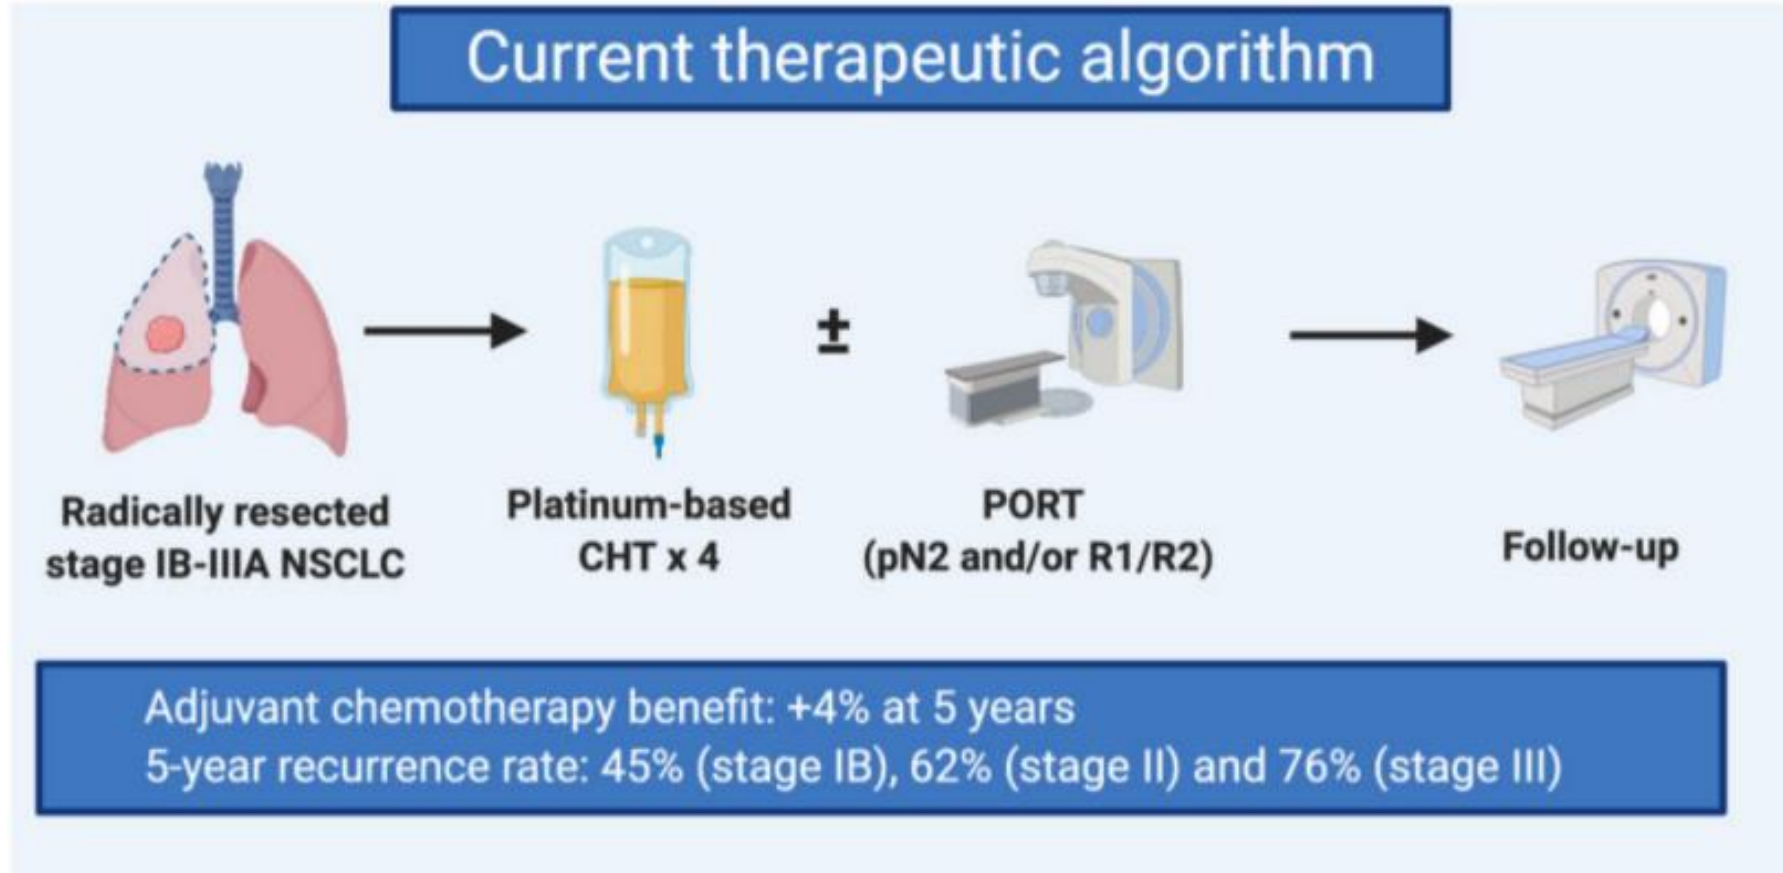 Current therapeutic algorithm
±
Radically resected
stage IB-IIIA NSCLC
Platinum-based
CHT x 4
PORT
(pN2 and/or R1/R2)
Follow-up
Adjuvant chemotherapy benefit: +4% at 5 years
5-year recurrence rate: 45% (stage IB), 62% (stage II) and 76% (stage III)